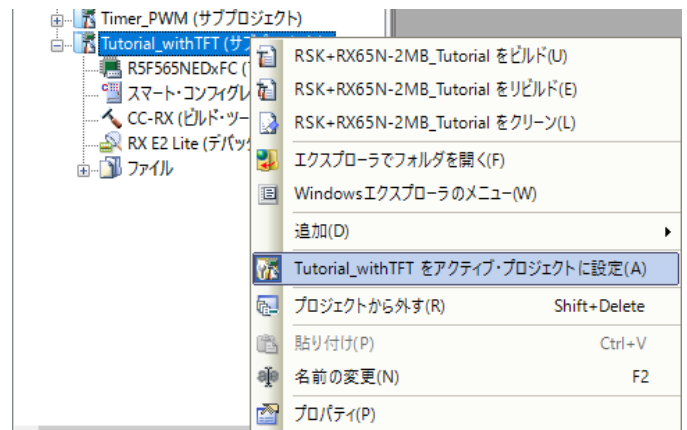 Timer_PWM (サブプロジェクト)
Tutorial_withTFT (サブ
R5F565NEDxFC (
スマート・コンフィグレ
CC-RX (ビルド・ツー
RX E2 Lite (デバッ
ファイル
RSK+RX65N-2MB_Tutorial をビルド(U)
RSK+RX65N-2MB_Tutorial をリビルド(E)
RSK+RX65N-2MB_Tutorial をクリーン(L)
エクスプローラでフォルダを開く(F)
Windowsエクスプローラのメニュー(W)
追加(D)
Tutorial_withTFT をアクティブ・プロジェクトに設定(A)
プロジェクトから外す(R) Shift+Delete
貼り付け(P) Ctrl+V
名前の変更(N) F2
プロパティ(P)